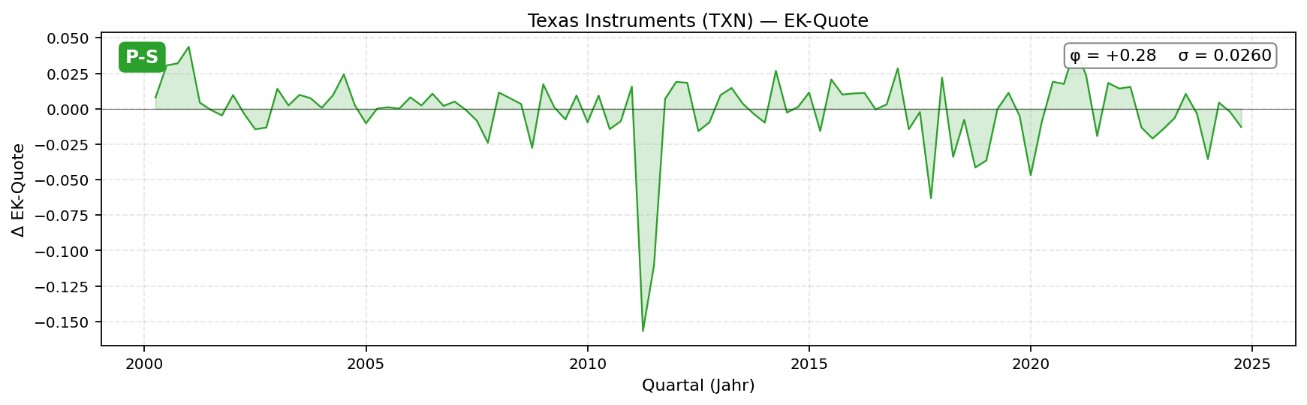 Texas Instruments (TXN) — EK-Quote
P-S
φ = +0.28 σ = 0.0260
Δ EK-Quote
0.050
0.025
0.000
−0.025
−0.050
−0.075
−0.100
−0.125
−0.150
2000 2005 2010 2015 2020 2025
Quartal (Jahr)